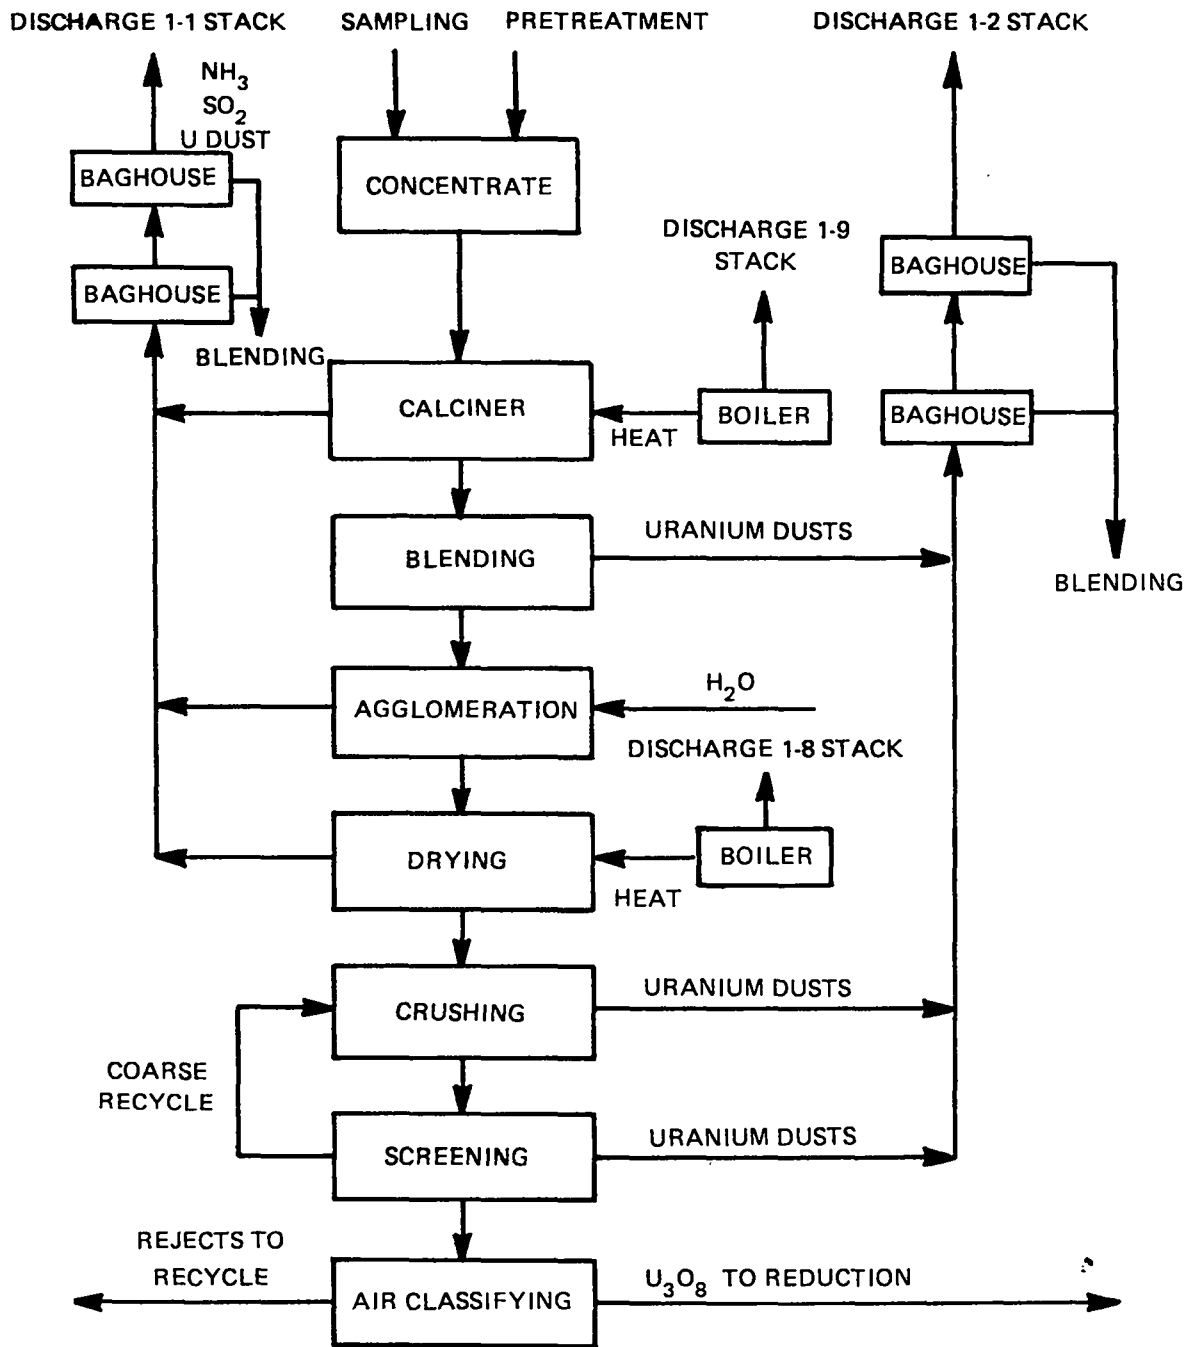 DISCHARGE 1-1 STACK
SAMPLING
PRETREATMENT
DISCHARGE 1-2 STACK
NH3
SO2
U DUST
BAGHOUSE
CONCENTRATE
DISCHARGE 1-9
STACK
BAGHOUSE
BAGHOUSE
BLENDING
CALCINER
HEAT
BOILER
BAGHOUSE
BLENDING
URANIUM DUSTS
BLENDING
AGGLOMERATION
H2O
DISCHARGE 1-8 STACK
DRYING
HEAT
BOILER
CRUSHING
URANIUM DUSTS
COARSE
RECYCLE
SCREENING
URANIUM DUSTS
REJECTS TO
RECYCLE
AIR CLASSIFYING
U3O8 TO REDUCTION